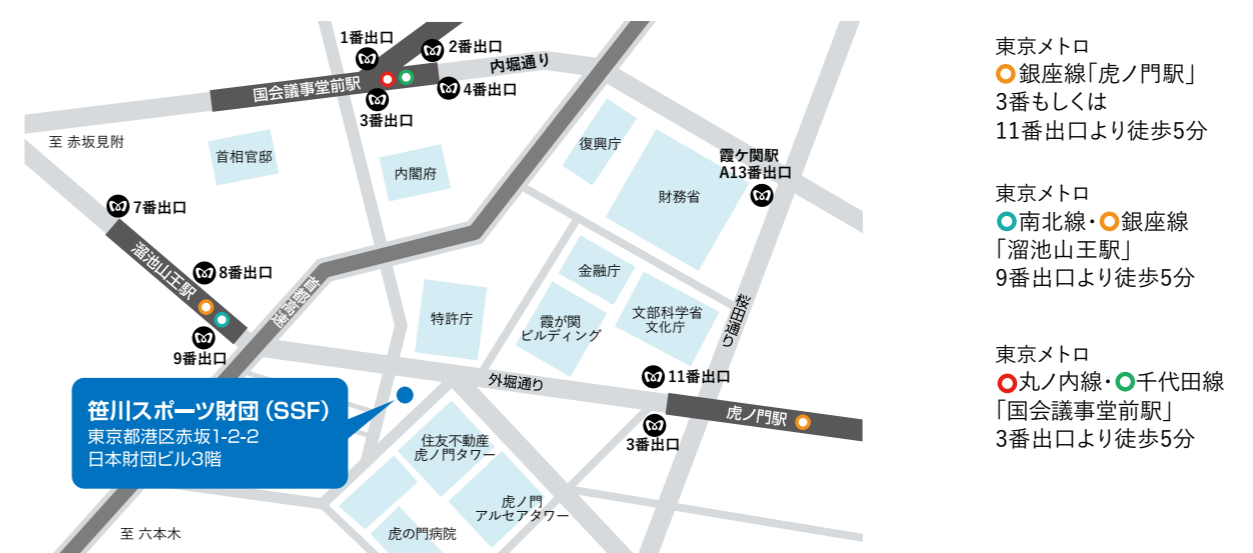 1番出口
2番出口
内堀通り
国会議事堂前駅
4番出口
3番出口
至 赤坂見附
首相官邸
内閣府
復興庁
霞ケ関駅
A13番出口
財務省
7番出口
溜池山王駅
8番出口
首都高速
金融庁
特許庁
霞が関
ビルディング
文部科学省
文化庁
桜田通り
9番出口
外堀通り
11番出口
虎ノ門駅
3番出口
笹川スポーツ財団（SSF）
東京都港区赤坂1-2-2
日本財団ビル3階
住友不動産
虎ノ門タワー
虎ノ門
アルセアタワー
虎の門病院
至 六本木
東京メトロ
銀座線「虎ノ門駅」
3番もしくは
11番出口より徒歩5分
東京メトロ
南北線・銀座線
「溜池山王駅」
9番出口より徒歩5分
東京メトロ
丸ノ内線・千代田線
「国会議事堂前駅」
3番出口より徒歩5分